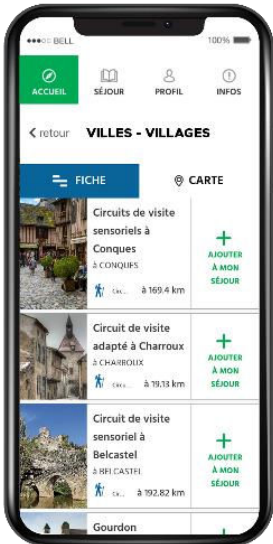 BELL 100%
ACCUEIL SÉJOUR PROFIL INFOS
retour VILLES - VILLAGES
FICHE CARTE
Circuits de visite
sensoriels à
Conques
à CONQUES
à 169.4 km
AJOUTER
À MON
SÉJOUR
Circuit de visite
adapté à Charroux
à CHARROUX
Circu... à 19.13 km
AJOUTER
À MON
SÉJOUR
Circuit de visite
sensoriel à
Belcastel
à BELCASTEL
à 192.82 km
AJOUTER
À MON
SÉJOUR
Gourdon